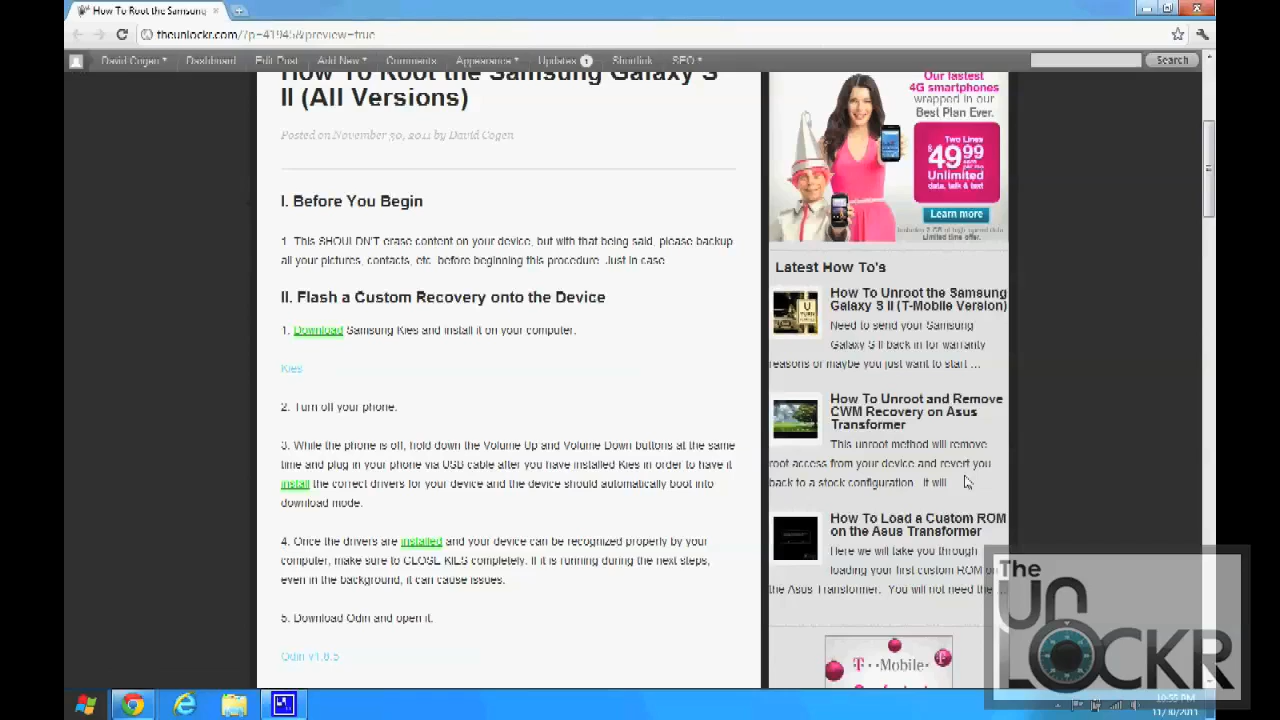 How To Root the Samsung
theunlockr.com/?p=41945&preview=true
David Cogen Dashboard Edit Post Add New Comments Appearance Updates 1 Shortlink SEO Search
How To Root the Samsung Galaxy S
II (All Versions)
Posted on November 30, 2011 by David Cogen
I. Before You Begin
1. This SHOULDN'T erase content on your device, but with that being said, please backup
all your pictures, contacts, etc. before beginning this procedure. Just in case.
II. Flash a Custom Recovery onto the Device
1. Download Samsung Kies and install it on your computer.
Kies
2. Turn off your phone.
3. While the phone is off, hold down the Volume Up and Volume Down buttons at the same
time and plug in your phone via USB cable after you have installed Kies in order to have it
install the correct drivers for your device and the device should automatically boot into
download mode.
4. Once the drivers are installed and your device can be recognized properly by your
computer, make sure to CLOSE KIES completely. If it is running during the next steps,
even in the background, it can cause issues.
5. Download Odin and open it.
Odin v1.8.5
Our fastest
4G smartphones
wrapped in our
Best Plan Ever.
Two Lines
$49.99
Unlimited
data, talk & text
Learn more
Limited time offer.
Latest How To's
How To Unroot the Samsung
Galaxy S II (T-Mobile Version)
Need to send your Samsung
Galaxy S II back in for warranty
reasons or maybe you just want to start ...
How To Unroot and Remove
CWM Recovery on Asus
Transformer
This unroot method will remove
root access from your device and revert you
back to a stock configuration. It will
How To Load a Custom ROM
on the Asus Transformer
Here we will take you through
loading your first custom ROM on
the Asus Transformer. You will not need the ...
T-Mobile
The
UNLOCKR
10:55 PM
11/30/2011